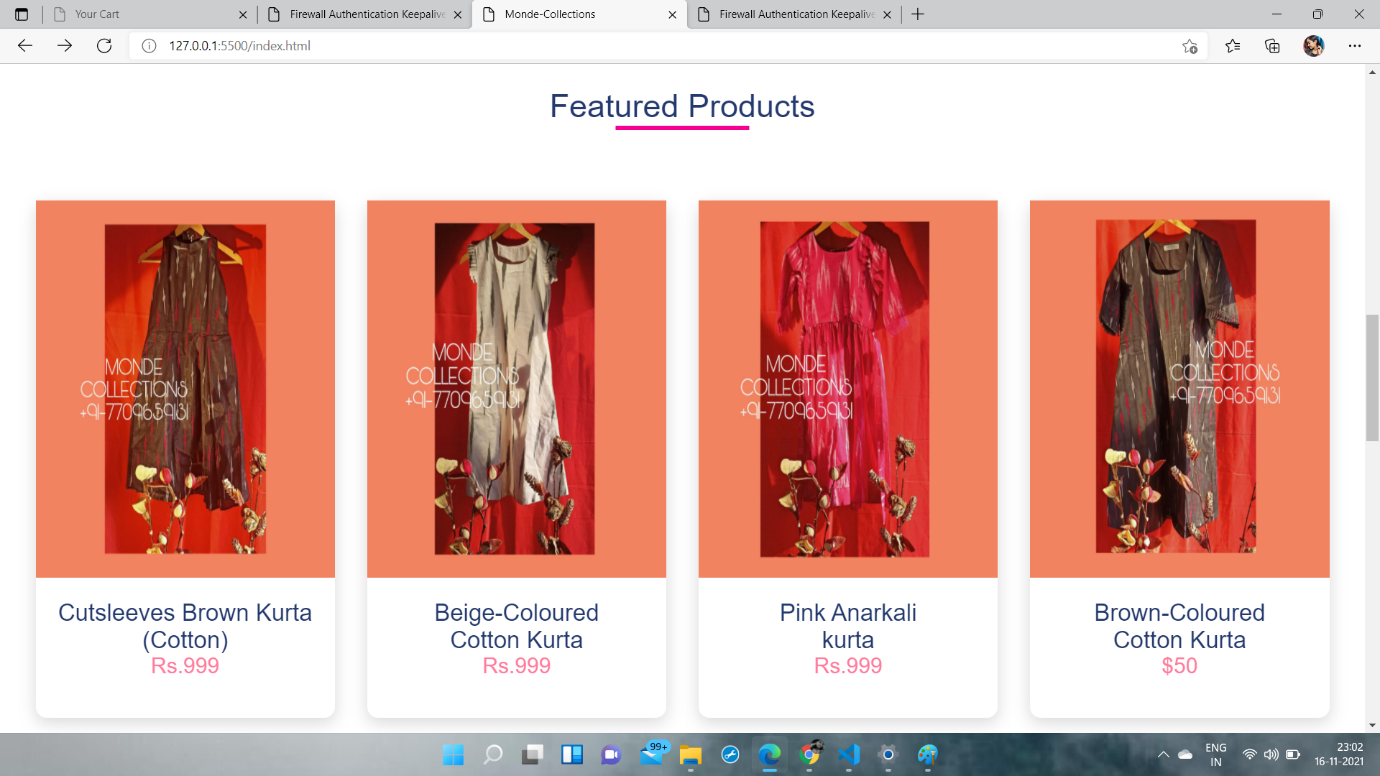 Your Cart
Firewall Authentication Keepalive
Monde-Collections
Firewall Authentication Keepalive
127.0.0.1:5500/index.html
Featured Products
MONDE
COLLECTIONS
+91-7709659131
MONDE
COLLECTIONS
+91-7709659131
MONDE
COLLECTIONS
+91-7709659131
MONDE
COLLECTIONS
+91-7709659131
Cutsleeves Brown Kurta
(Cotton)
Rs.999
Beige-Coloured
Cotton Kurta
Rs.999
Pink Anarkali
kurta
Rs.999
Brown-Coloured
Cotton Kurta
$50
99+
ENG
IN
23:02
16-11-2021